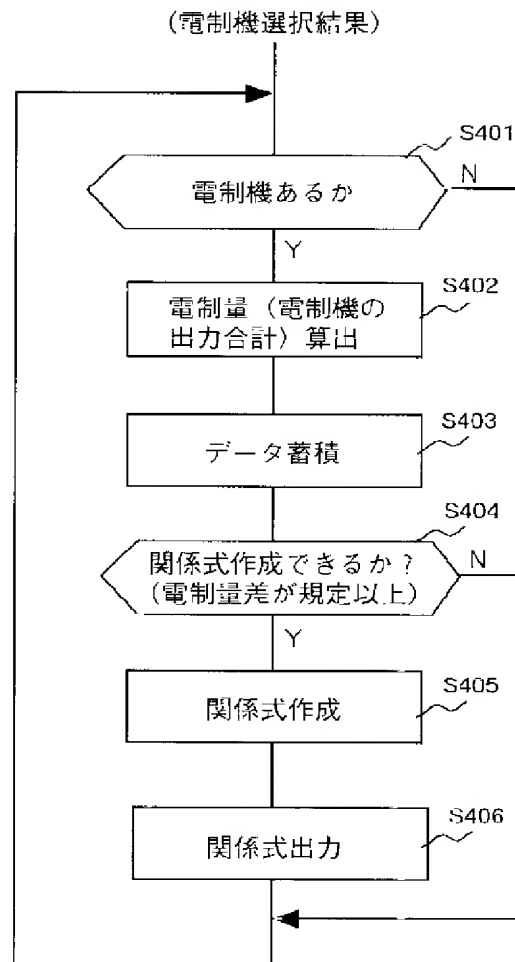 (電制機選択結果)
S401
電制機あるか
N
Y
S402
電制量(電制機の
出力合計)算出
S403
データ蓄積
S404
関係式作成できるか?
(電制量差が規定以上)
N
Y
S405
関係式作成
S406
関係式出力